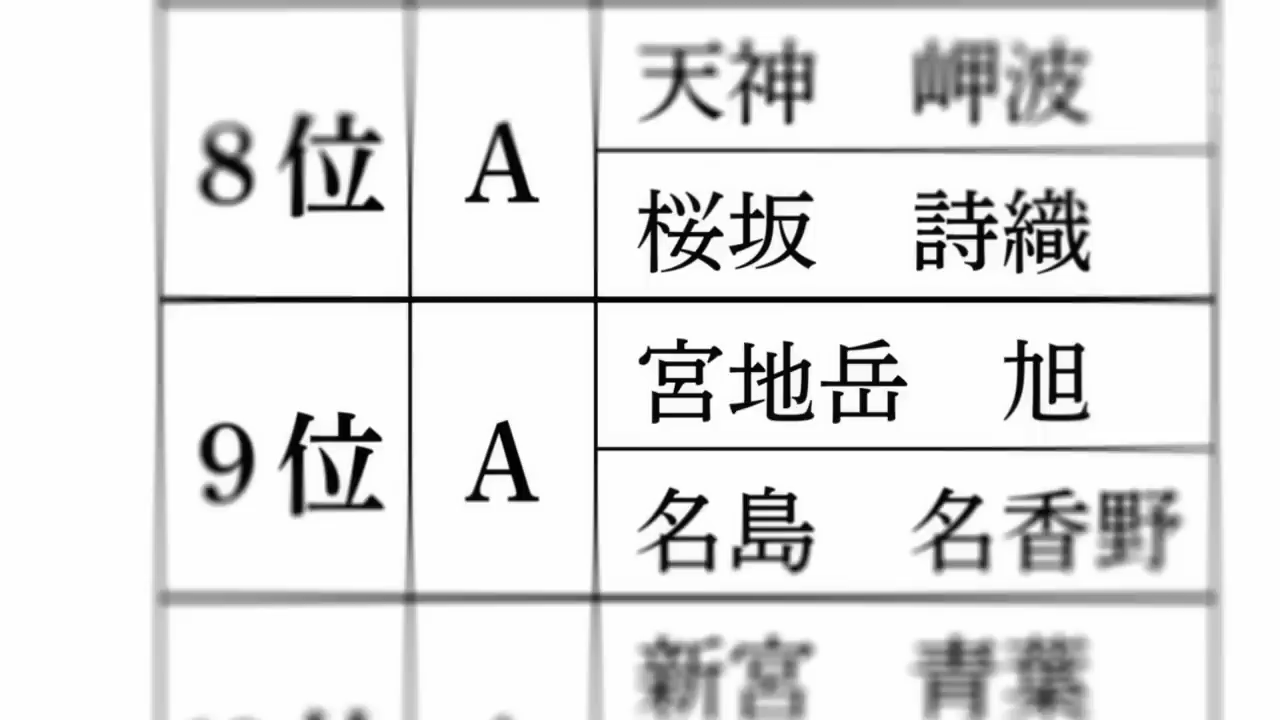 天神　岬波
8位 A
桜坂　詩織
宮地岳　旭
9位 A
名島　名香野
新宮　青葉